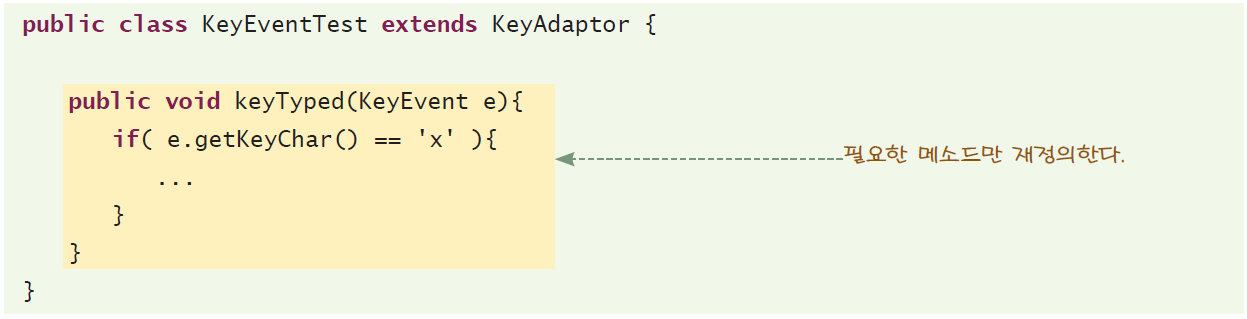 public class KeyEventTest extends KeyAdaptor {
public void keyTyped(KeyEvent e){
if( e.getKeyChar() == 'x' ){
...
}
}
}
필요한 메소드만 재정의한다.